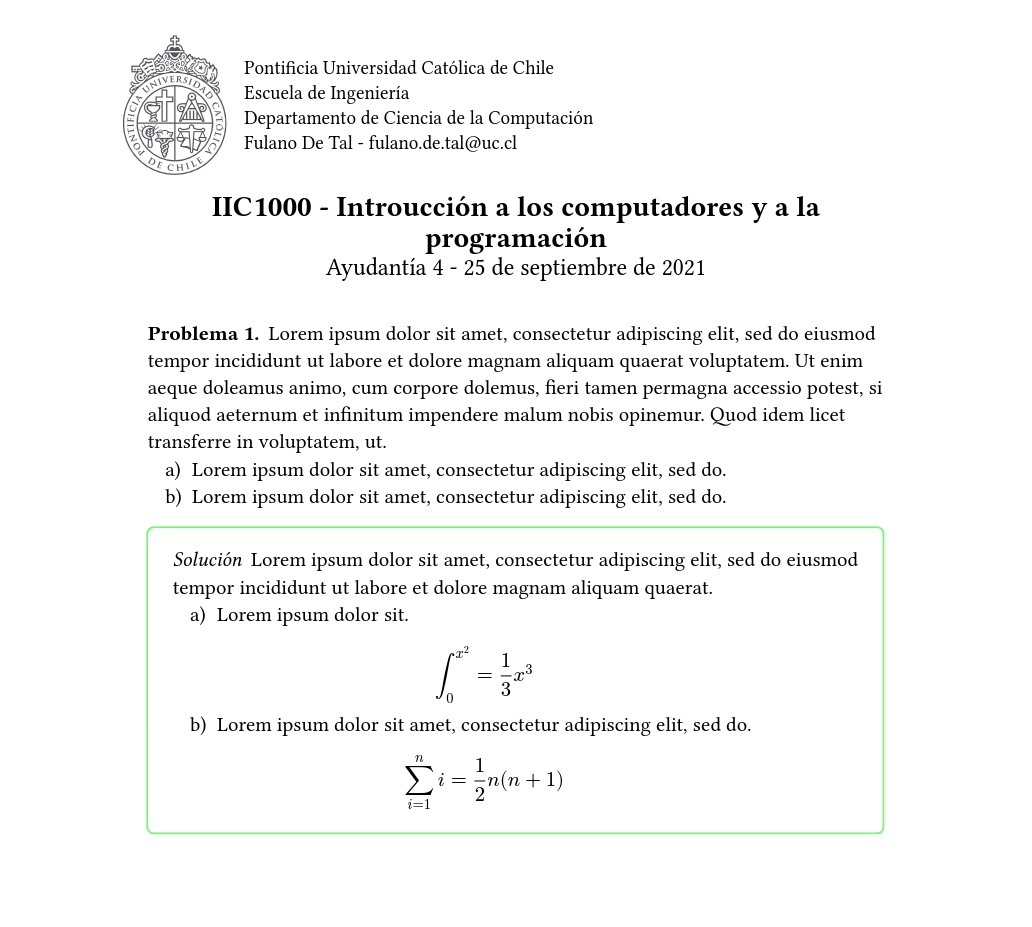 PONTIFICIA UNIVERSIDAD CATOLICA DE CHILE
Pontificia Universidad Católica de Chile
Escuela de Ingeniería
Departamento de Ciencia de la Computación
Fulano De Tal - fulano.de.tal@uc.cl
IIC1000 - Introucción a los computadores y a la
programación
Ayudantía 4 - 25 de septiembre de 2021
Problema 1. Lorem ipsum dolor sit amet, consectetur adipiscing elit, sed do eiusmod
tempor incididunt ut labore et dolore magnam aliquam quaerat voluptatem. Ut enim
aeque doleamus animo, cum corpore dolemus, fieri tamen permagna accessio potest, si
aliquod aeternum et infinitum impendere malum nobis opinemur. Quod idem licet
transferre in voluptatem, ut.
a) Lorem ipsum dolor sit amet, consectetur adipiscing elit, sed do.
b) Lorem ipsum dolor sit amet, consectetur adipiscing elit, sed do.
Solución Lorem ipsum dolor sit amet, consectetur adipiscing elit, sed do eiusmod
tempor incididunt ut labore et dolore magnam aliquam quaerat.
a) Lorem ipsum dolor sit.
∫_0^{x^2} = \frac{1}{3}x^3
b) Lorem ipsum dolor sit amet, consectetur adipiscing elit, sed do.
∑_{i=1}^{n} i = \frac{1}{2}n(n + 1)